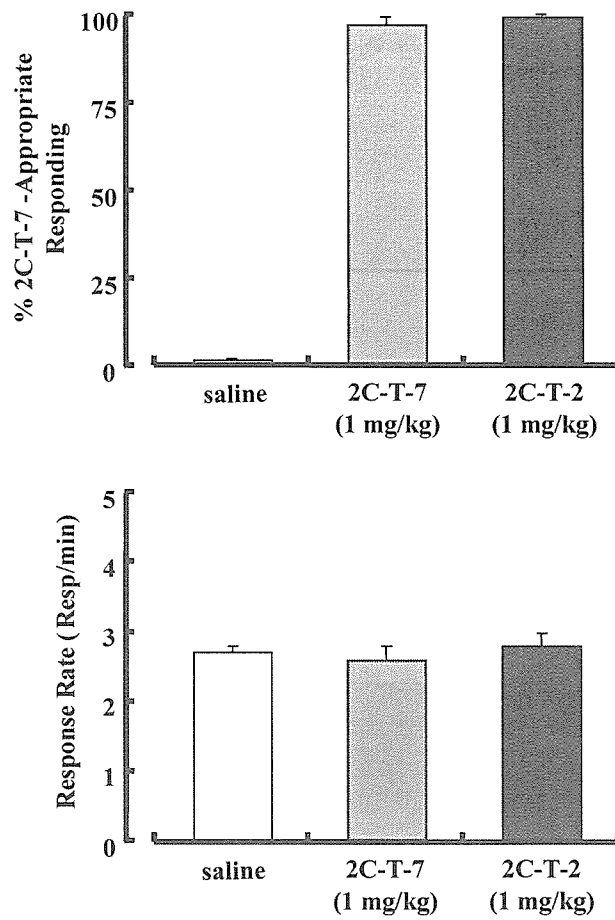 % 2C-T-7 -Appropriate
Responding
100
75
50
25
0
saline
2C-T-7
(1 mg/kg)
2C-T-2
(1 mg/kg)
Response Rate ( Resp/min)
5
4
3
2
1
0
saline
2C-T-7
(1 mg/kg)
2C-T-2
(1 mg/kg)